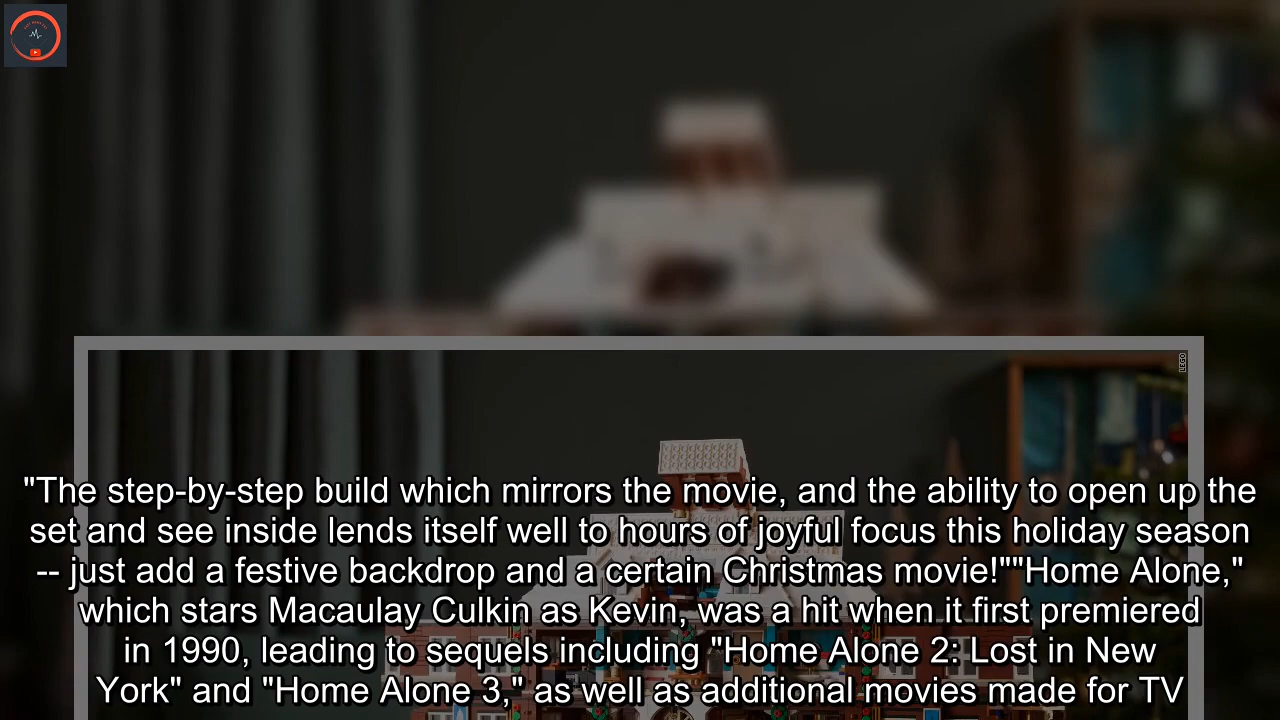 LEGO
"The step-by-step build which mirrors the movie, and the ability to open up the
set and see inside lends itself well to hours of joyful focus this holiday season
-- just add a festive backdrop and a certain Christmas movie!""Home Alone,"
which stars Macaulay Culkin as Kevin, was a hit when it first premiered
in 1990, leading to sequels including "Home Alone 2: Lost in New
York" and "Home Alone 3," as well as additional movies made for TV